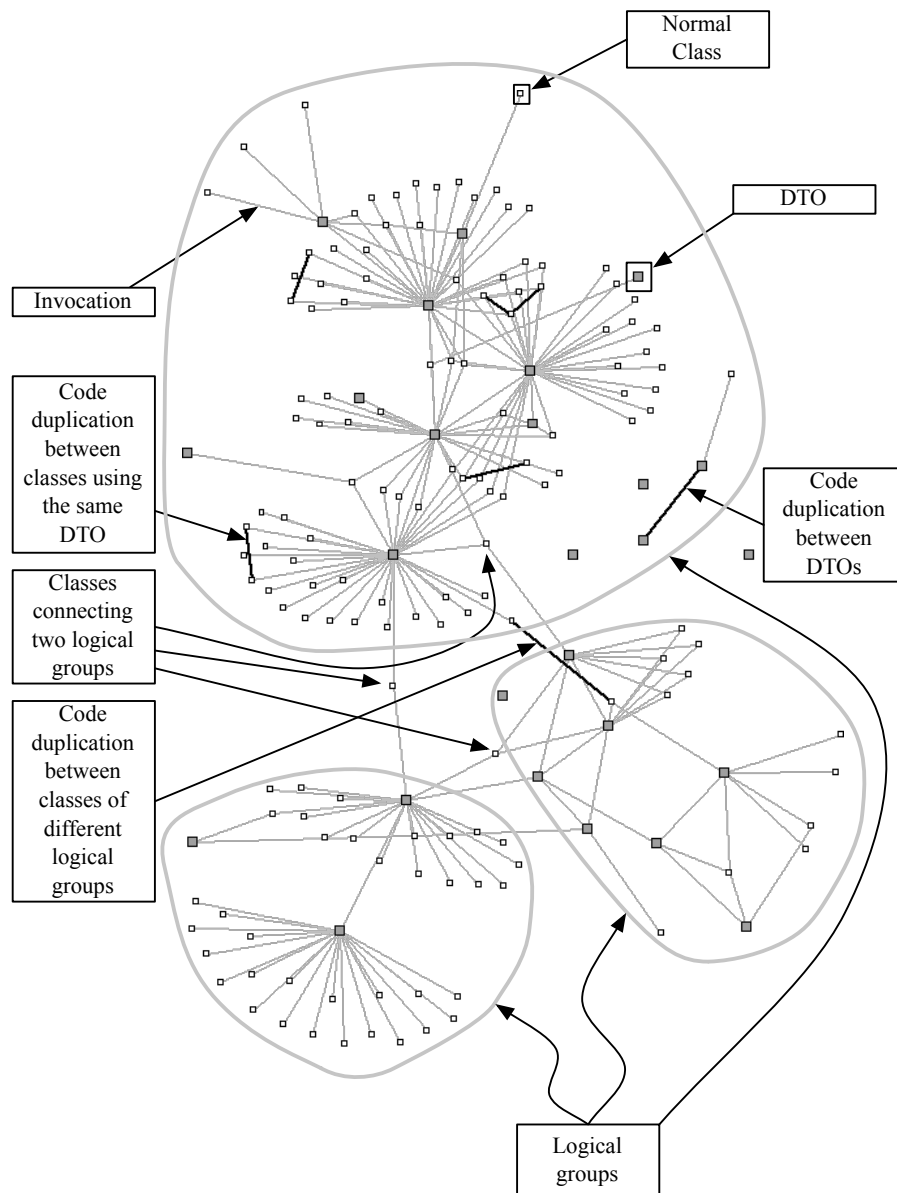 Normal
Class
DTO
Invocation
Code
duplication
between
classes using
the same
DTO
Code
duplication
between
DTOs
Classes
connecting
two logical
groups
Code
duplication
between
classes of
different
logical
groups
Logical
groups